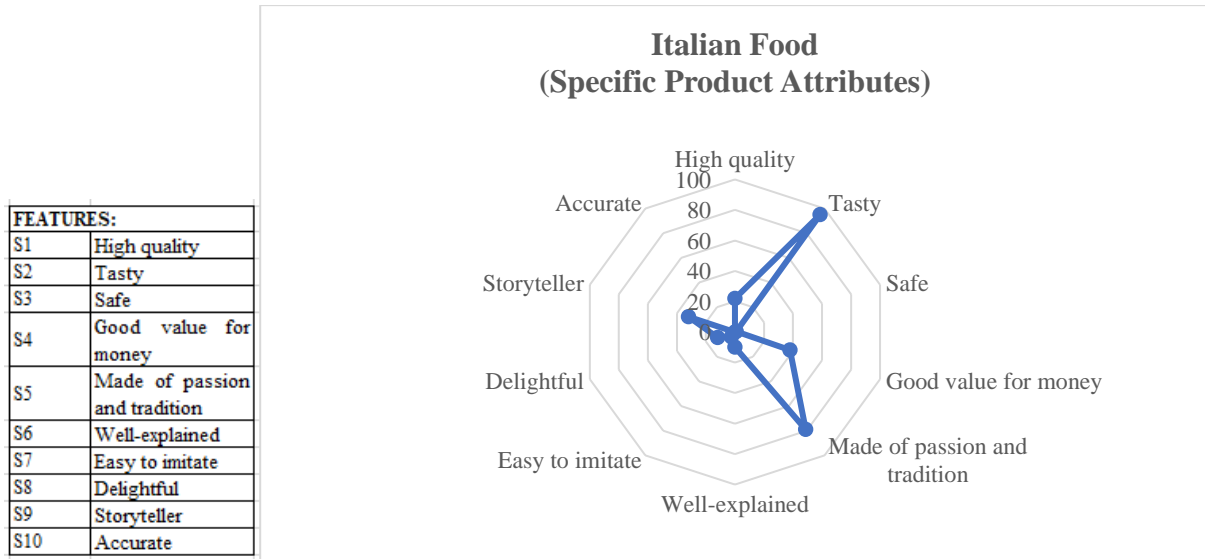 FEATURES:
S1 High quality
S2 Tasty
S3 Safe
S4 Good value for
money
S5 Made of passion
and tradition
S6 Well-explained
S7 Easy to imitate
S8 Delightful
S9 Storyteller
S10 Accurate
Italian Food
(Specific Product Attributes)
High quality
Tasty
Safe
Good value for money
Made of passion and
tradition
Well-explained
Easy to imitate
Delightful
Storyteller
Accurate
100
80
60
40
20
0